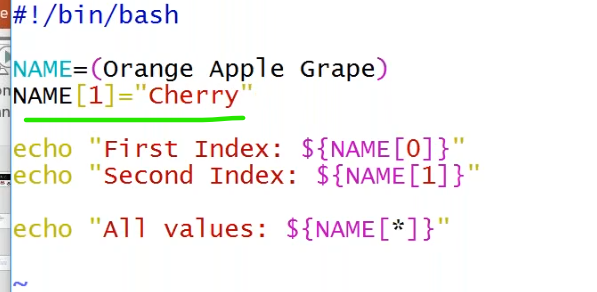 #!/bin/bash
NAME=(Orange Apple Grape)
NAME[1]="Cherry"
echo "First Index: ${NAME[0]}"
echo "Second Index: ${NAME[1]}"
echo "All values: ${NAME[*]}"
~